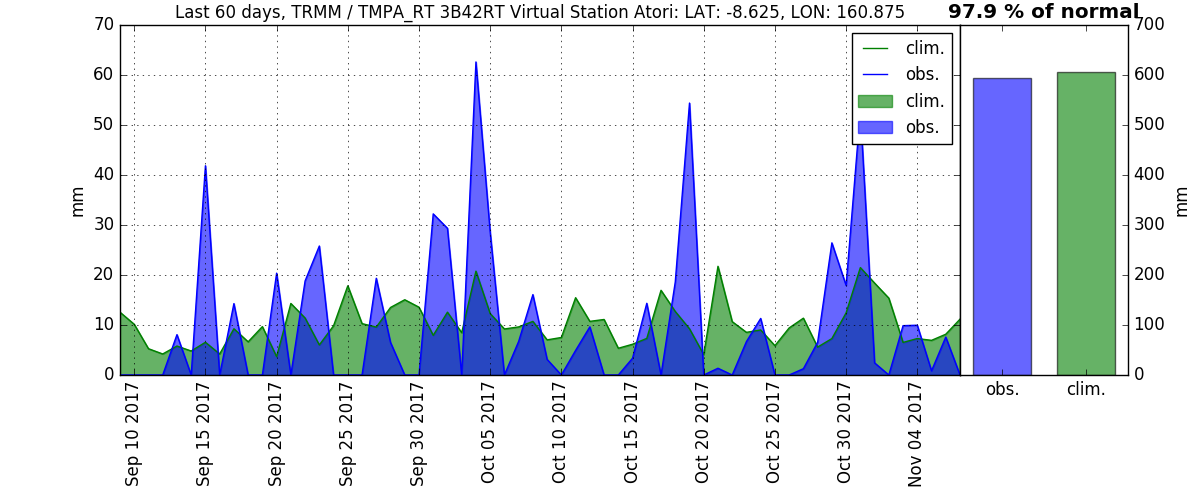 Last 60 days, TRMM / TMPA_RT 3B42RT Virtual Station Atori: LAT: -8.625, LON: 160.875
97.9 % of normal
70
60
50
40
30
20
10
0
mm
clim.
obs.
clim.
obs.
700
600
500
400
300
200
100
0
mm
Sep 10 2017
Sep 15 2017
Sep 20 2017
Sep 25 2017
Sep 30 2017
Oct 05 2017
Oct 10 2017
Oct 15 2017
Oct 20 2017
Oct 25 2017
Oct 30 2017
Nov 04 2017
obs.
clim.